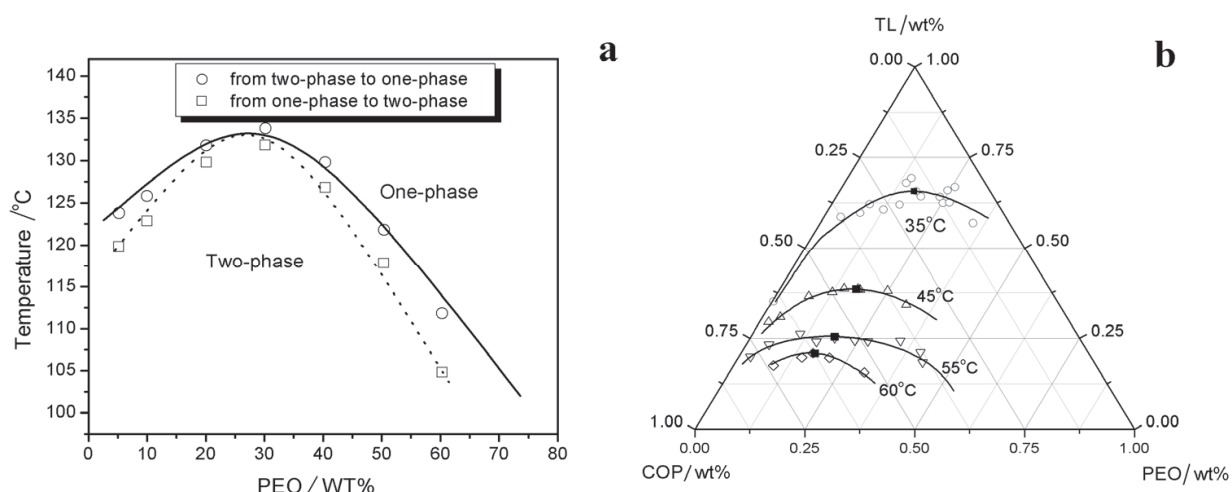 a
from two-phase to one-phase
from one-phase to two-phase
140
135
130
125
120
115
110
105
100
Temperature /°C
One-phase
Two-phase
0
10
20
30
40
50
60
70
80
PEO / WT%
b
TL/wt%
0.00
1.00
0.25
0.75
35°C
0.50
0.50
45°C
0.75
0.25
55°C
60°C
1.00
0.00
0.00
0.25
0.50
0.75
1.00
COP/wt%
PEO/wt%